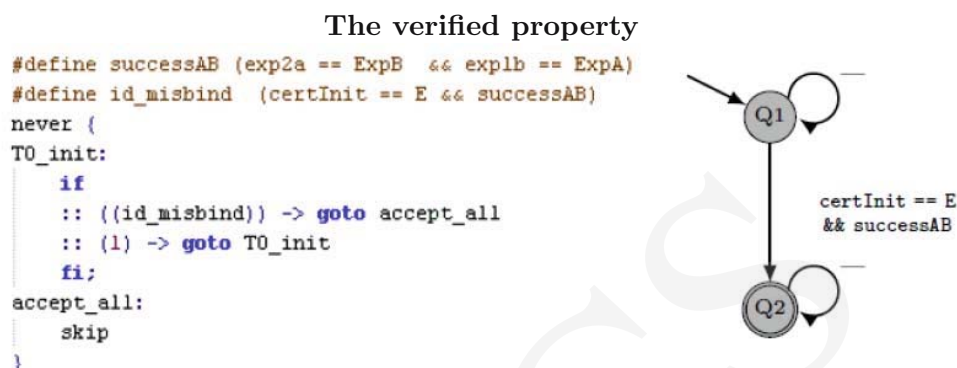 The verified property
#define successAB (exp2a == ExpB && exp1b == ExpA)
#define id_misbind (certInit == E && successAB)
never {
T0_init:
if
:: ((id_misbind)) -> goto accept_all
:: (1) -> goto T0_init
fi;
accept_all:
skip
}
Q1
certInit == E
&& successAB
Q2